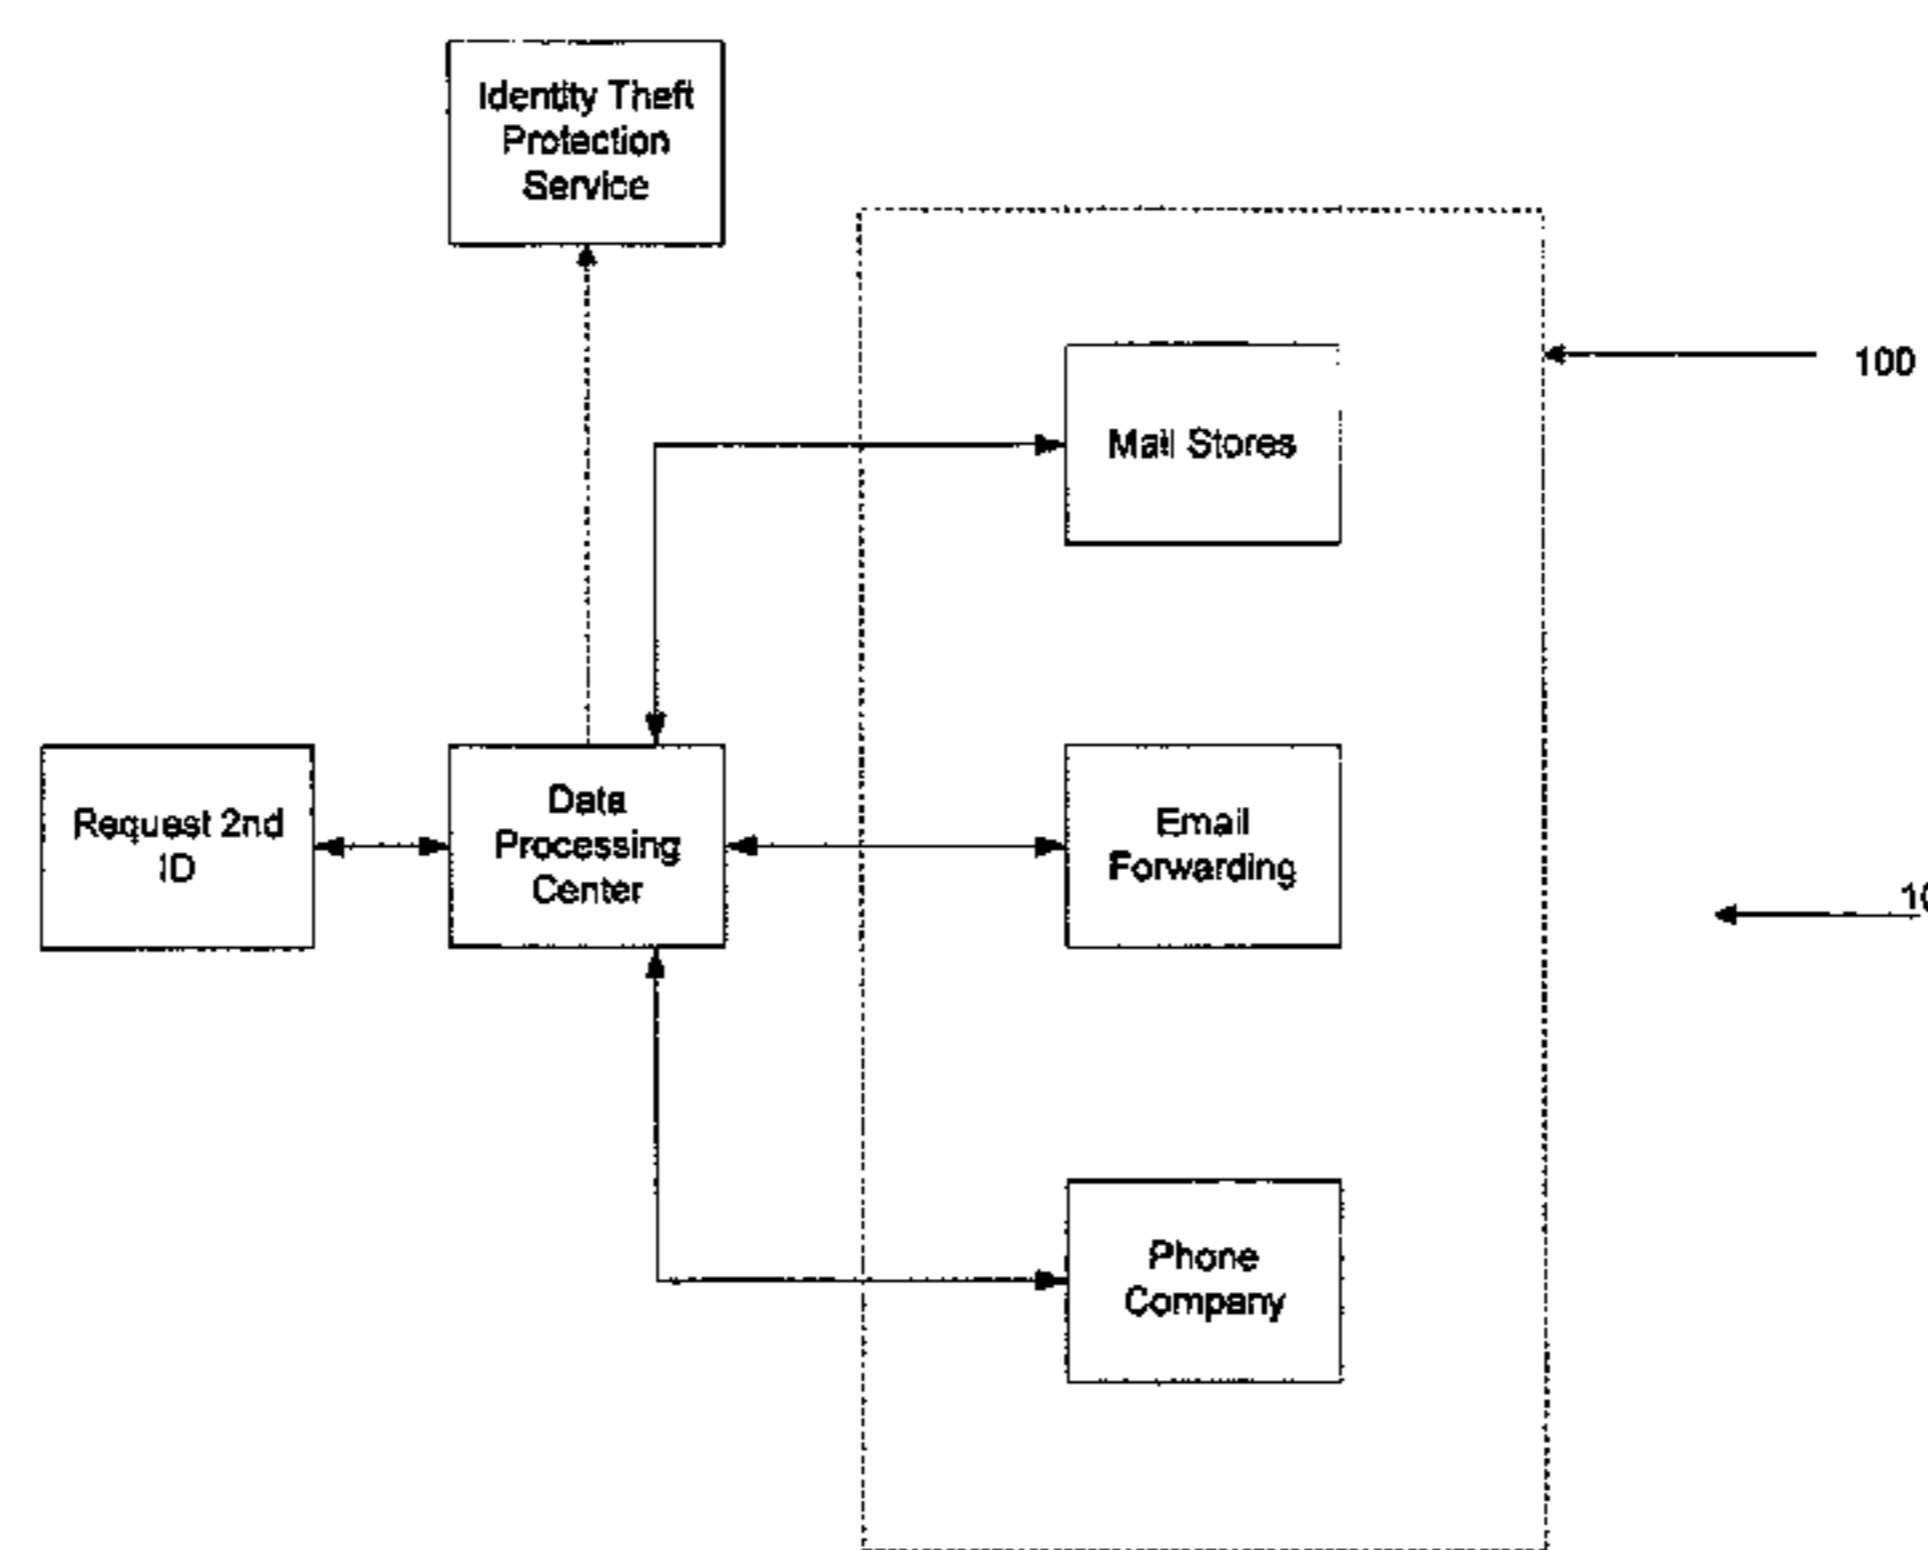 Identity Theft
Protection
Service
100
Mail Stores
Request 2nd
ID
Data
Processing
Center
Email
Forwarding
Phone
Company